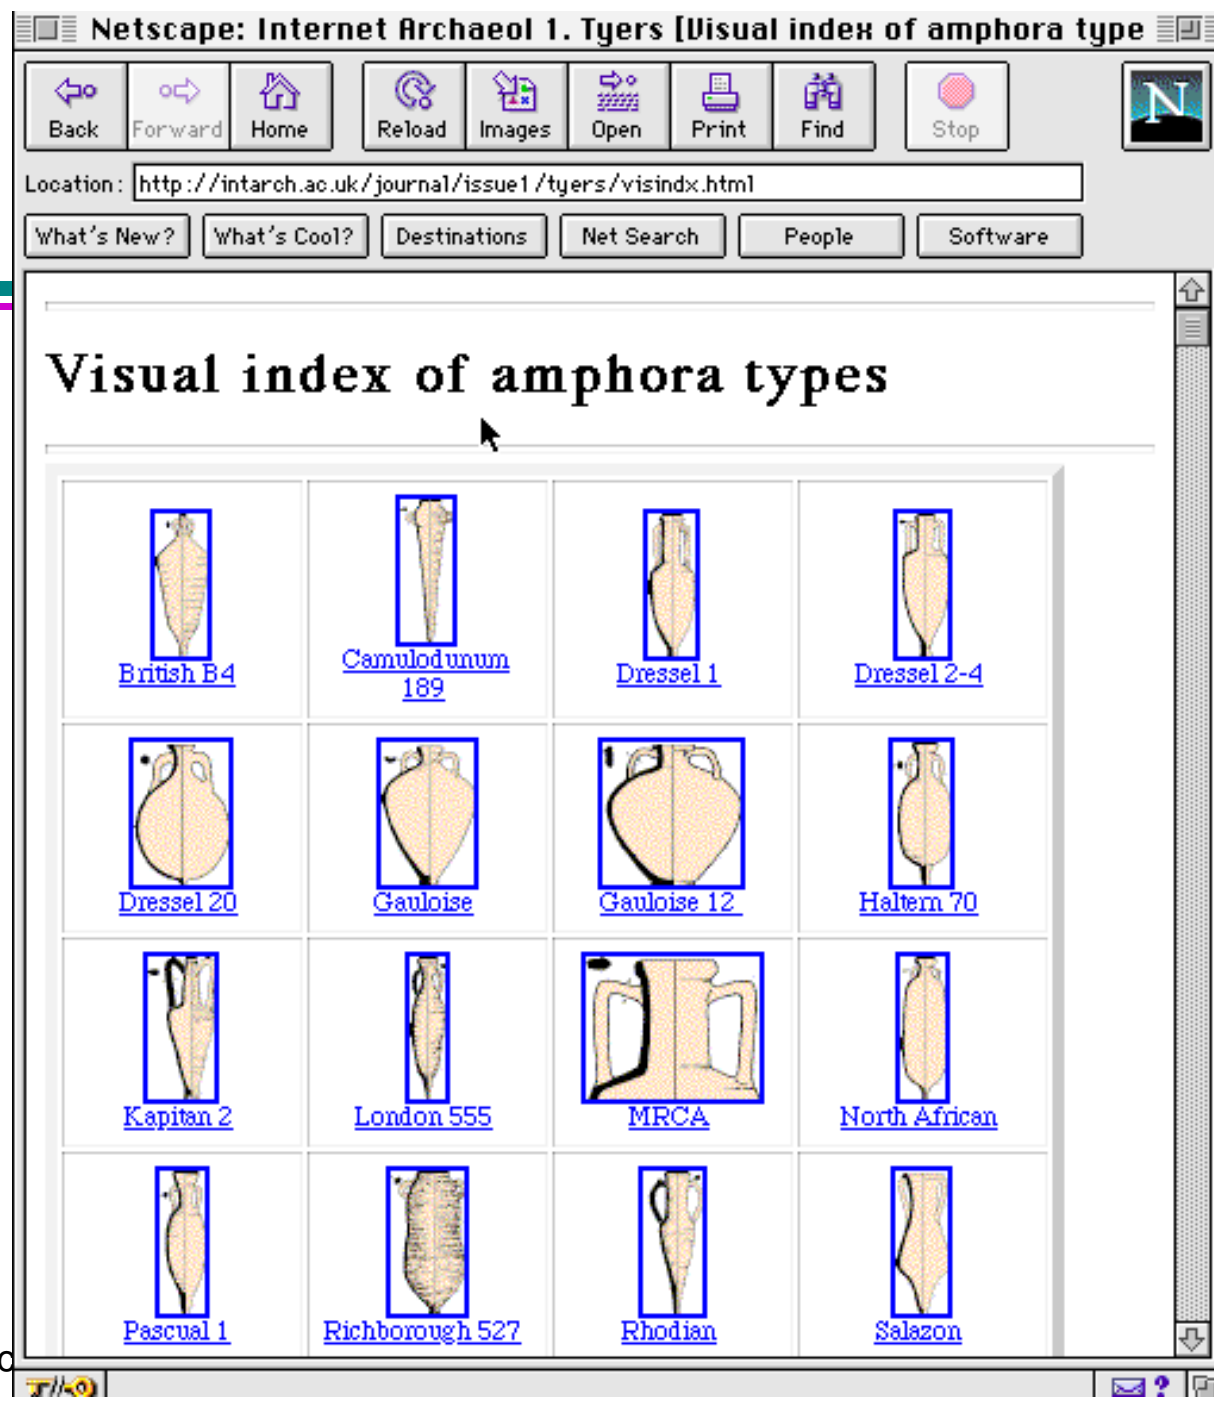 Netscape: Internet Archaeol 1. Tyers [Visual index of amphora type
Back Forward Home Reload Images Open Print Find Stop
N
Location: http://intarch.ac.uk/journal/issue1/tyers/visindx.html
What's New? What's Cool? Destinations Net Search People Software
Visual index of amphora types
British B4 Camulodunum 189 Dressel 1 Dressel 2-4
Dressel 20 Gauloise Gauloise 12 Haltern 70
Kapitan 2 London 555 MRCA North African
Pascual 1 Richborough 527 Rhodian Salazon
?